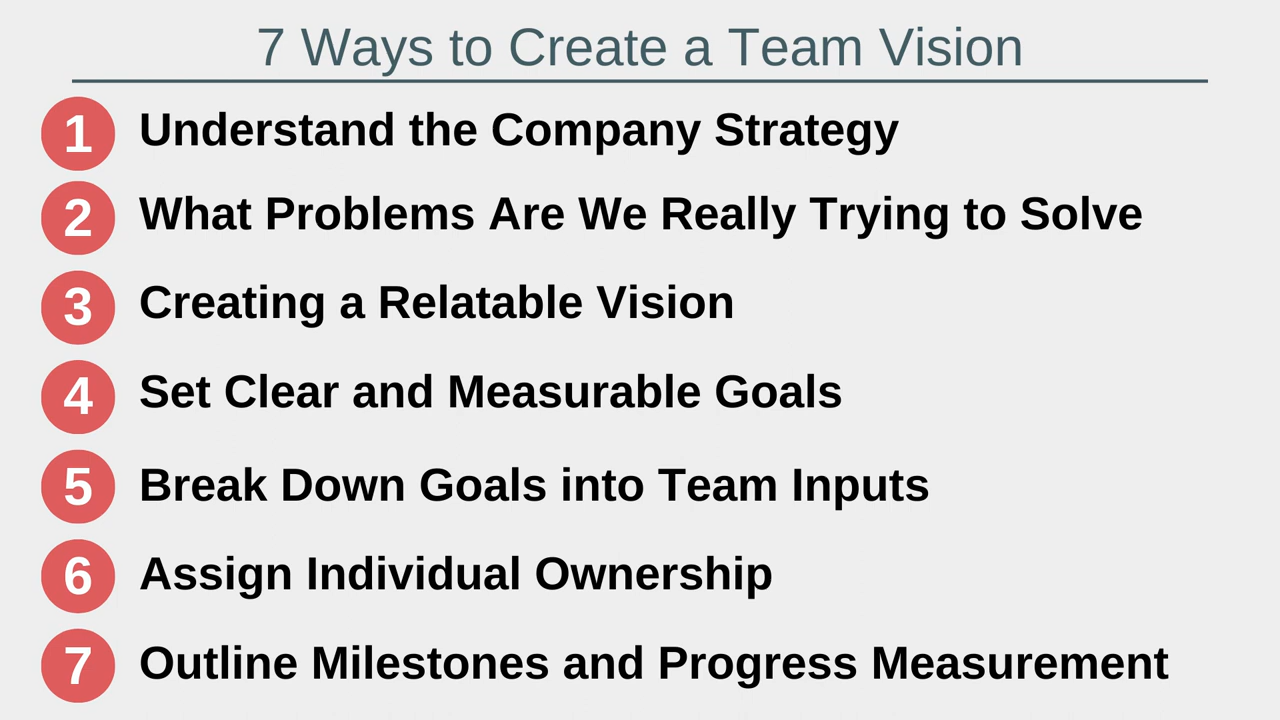 7 Ways to Create a Team Vision
1 Understand the Company Strategy
2 What Problems Are We Really Trying to Solve
3 Creating a Relatable Vision
4 Set Clear and Measurable Goals
5 Break Down Goals into Team Inputs
6 Assign Individual Ownership
7 Outline Milestones and Progress Measurement